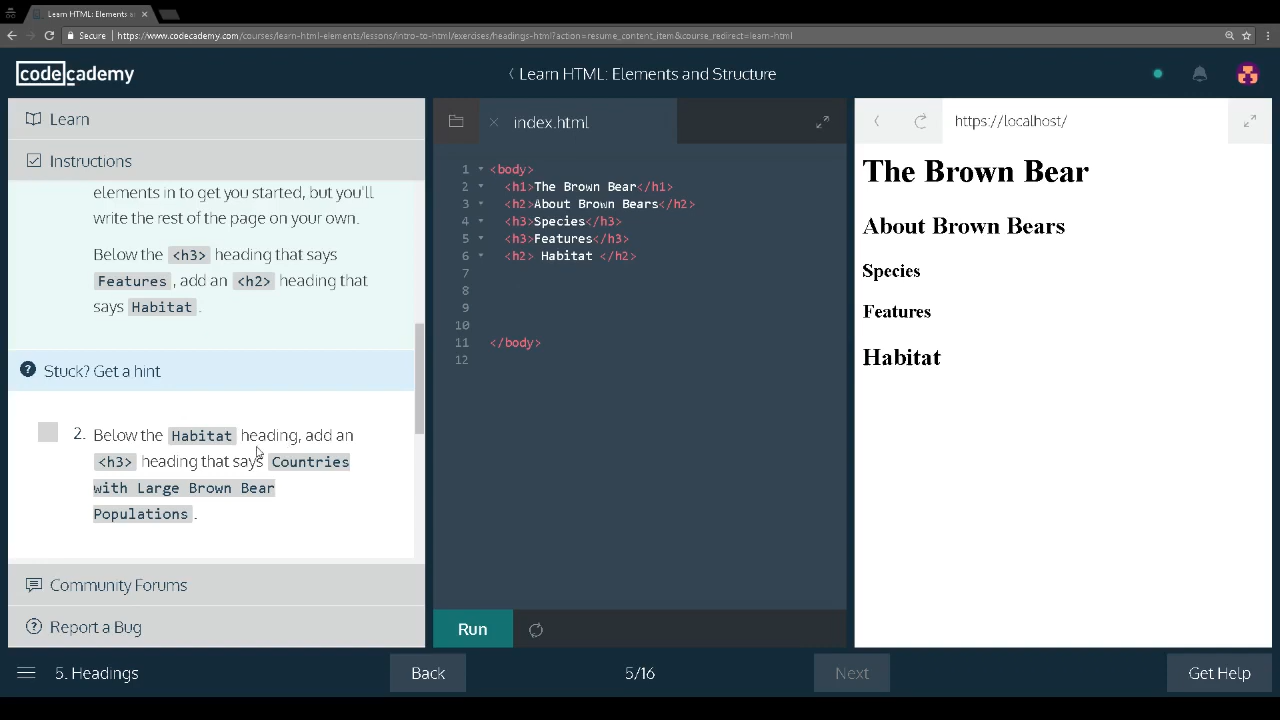 Learn HTML: Elements a
Secure
https://www.codecademy.com/courses/learn-html-elements/lessons/intro-to-html/exercises/headings-html?action=resume_content_item&course_redirect=learn-html
codecademy
Learn HTML: Elements and Structure
Learn
Instructions
elements in to get you started, but you'll
write the rest of the page on your own.
Below the <h3> heading that says
Features, add an <h2> heading that
says Habitat.
Stuck? Get a hint
2. Below the Habitat heading, add an
<h3> heading that says Countries
with Large Brown Bear
Populations.
Community Forums
Report a Bug
index.html
1 <body>
2 <h1>The Brown Bear</h1>
3 <h2>About Brown Bears</h2>
4 <h3>Species</h3>
5 <h3>Features</h3>
6 <h2> Habitat </h2>
7
8
9
10
11 </body>
12
Run
https://localhost/
The Brown Bear
About Brown Bears
Species
Features
Habitat
5. Headings
Back
5/16
Next
Get Help